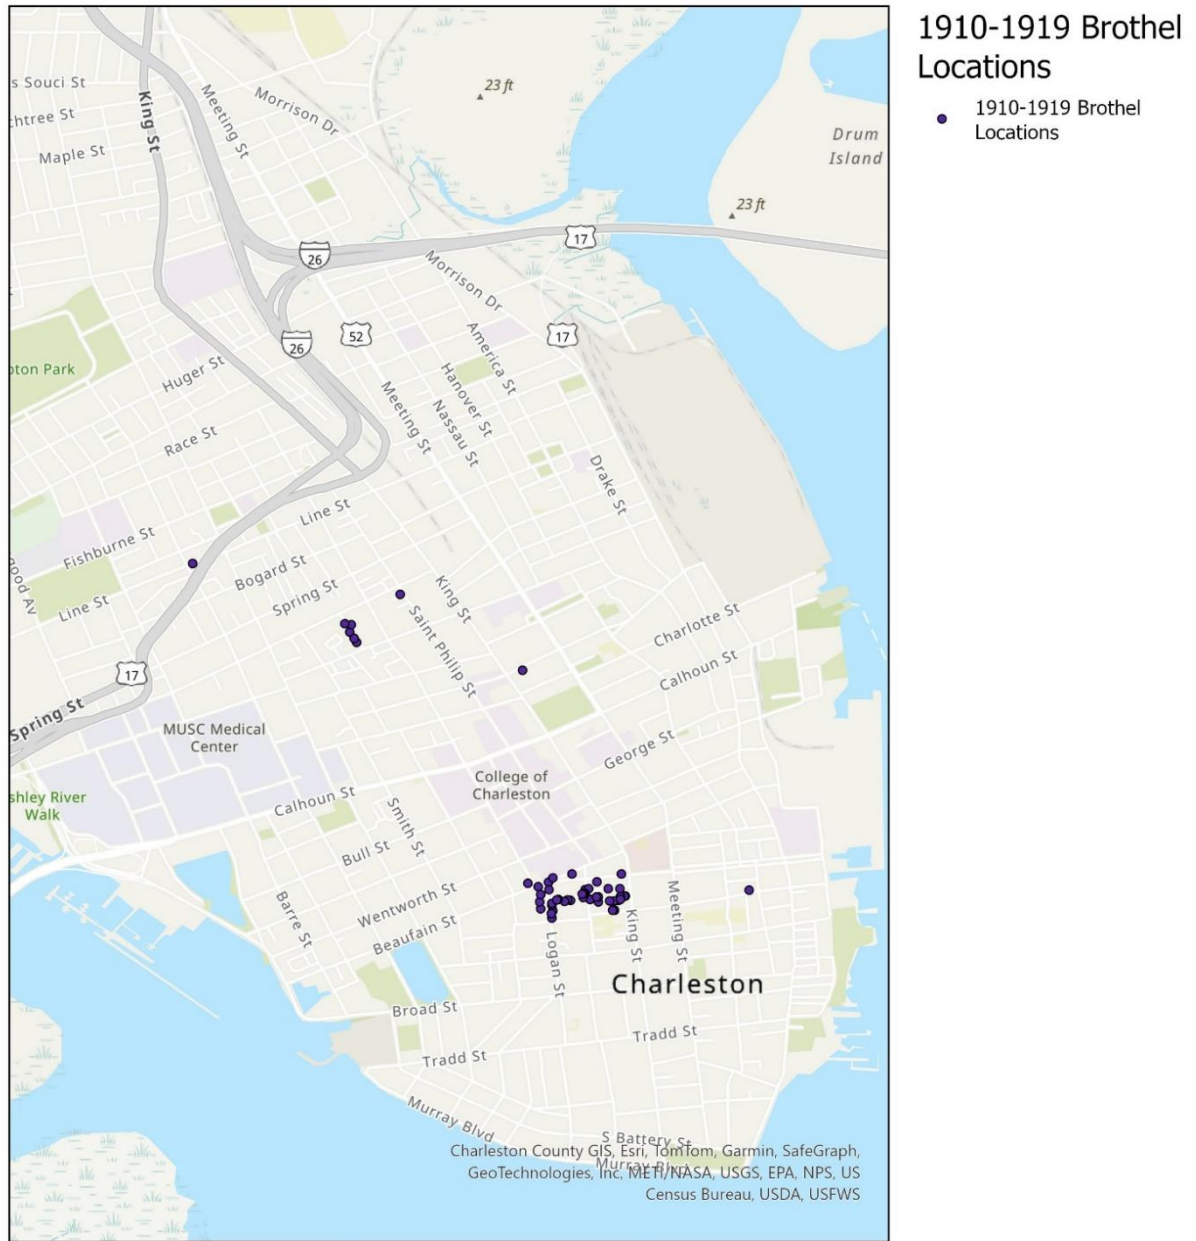 1910-1919 Brothel
Locations
1910-1919 Brothel
Locations
s Souci St
chtree St
Maple St
King St
Meeting St
Morrison Dr
23 ft
Drum
Island
23 ft
17
26
Morrison Dr
52
17
26
pton Park
Huger St
America St
Hanover St
Nassau St
Meeting St
Race St
Drake St
Line St
Fishburne St
Bogard St
good Av
Line St
Spring St
King St
Saint Philip St
Charlotte St
Calhoun St
17
Spring St
MUSC Medical
Center
George St
College of
Charleston
shley River
Walk
Calhoun St
Smith St
Bull St
Wentworth St
Barre St
Beaufain St
Logan St
King St
Meeting St
Charleston
Broad St
Tradd St
Tradd St
Murray Blvd
S Battery St
Murray Blvd
Charleston County GIS, Esri, TomTom, Garmin, SafeGraph,
GeoTechnologies, Inc, METI/NASA, USGS, EPA, NPS, US
Census Bureau, USDA, USFWS